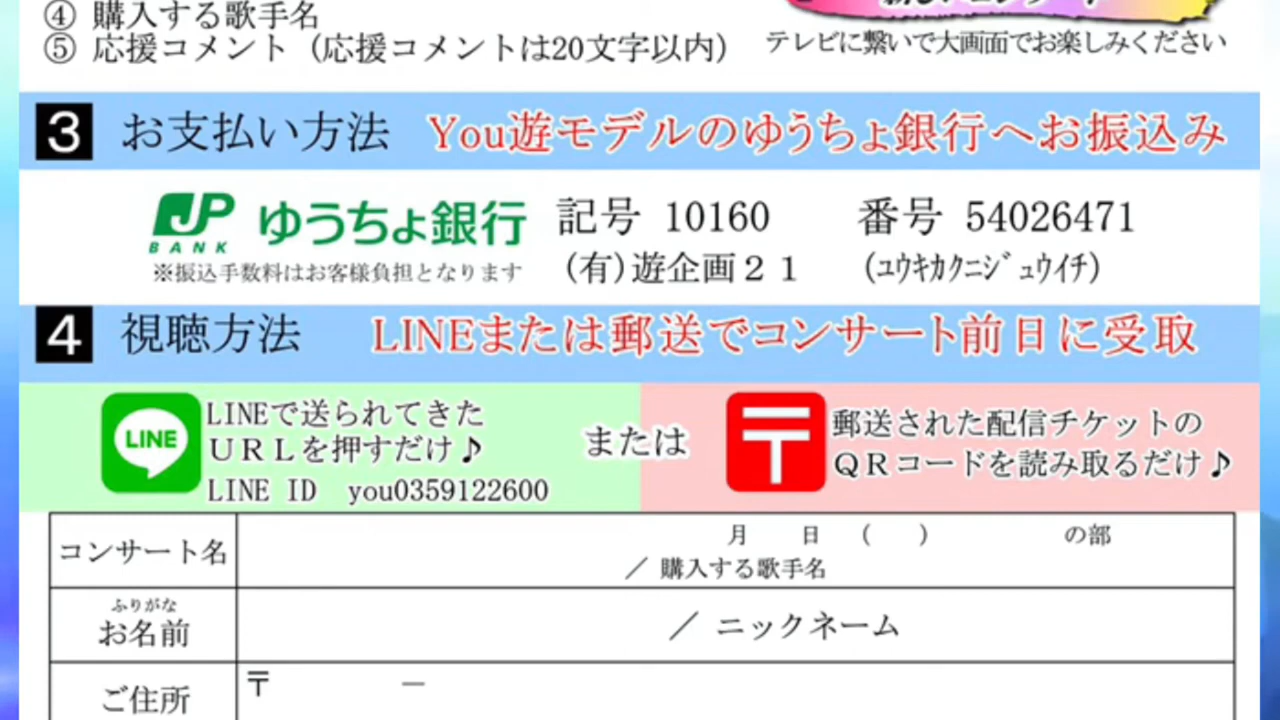 ④ 購入する歌手名
⑤ 応援コメント (応援コメントは20文字以内)
テレビに繋いで大画面でお楽しみください
3 お支払い方法 You遊モデルのゆうちょ銀行へお振込み
JP BANK ゆうちょ銀行 記号 10160 番号 54026471
※振込手数料はお客様負担となります (有)遊企画21 (ﾕｳｷｶｸﾆｼﾞｭｳｲﾁ)
4 視聴方法 LINEまたは郵送でコンサート前日に受取
LINE
LINEで送られてきた
URLを押すだけ♪
LINE ID you0359122600
または
〒
郵送された配信チケットの
QRコードを読み取るだけ♪
コンサート名 月 日 ( ) の部
/ 購入する歌手名
ふりがな
お名前 / ニックネーム
ご住所 〒 －